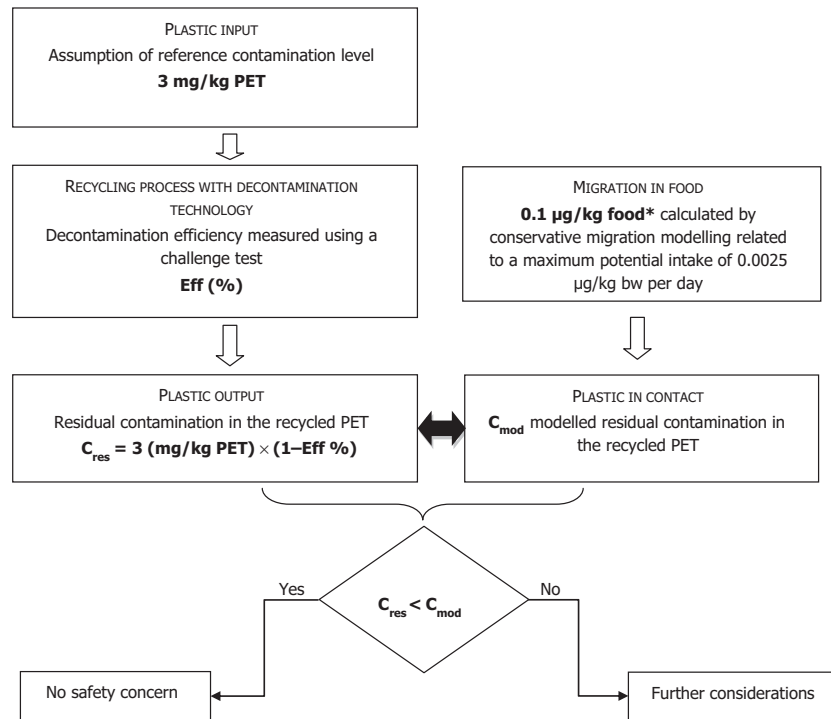 PLASTIC INPUT
Assumption of reference contamination level
3 mg/kg PET
RECYCLING PROCESS WITH DECONTAMINATION
TECHNOLOGY
Decontamination efficiency measured using a
challenge test
Eff (%)
MIGRATION IN FOOD
0.1 μg/kg food* calculated by
conservative migration modelling related
to a maximum potential intake of 0.0025
μg/kg bw per day
PLASTIC OUTPUT
Residual contamination in the recycled PET
Cres = 3 (mg/kg PET) × (1–Eff %)
PLASTIC IN CONTACT
Cmod modelled residual contamination in
the recycled PET
Yes
Cres < Cmod
No
No safety concern
Further considerations